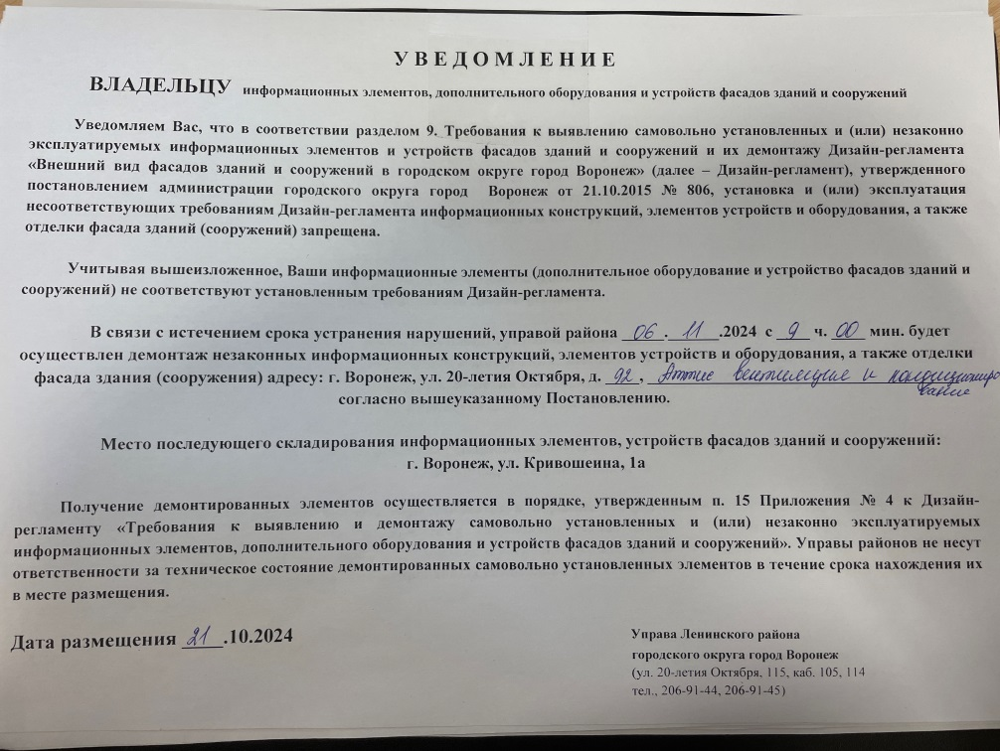 УВЕДОМЛЕНИЕ
ВЛАДЕЛЬЦУ информационных элементов, дополнительного оборудования и устройств фасадов зданий и сооружений
Уведомляем Вас, что в соответствии разделом 9. Требования к выявлению самовольно установленных и (или) незаконно
эксплуатируемых информационных элементов и устройств фасадов зданий и сооружений и их демонтажу Дизайн-регламента
«Внешний вид фасадов зданий и сооружений в городском округе город Воронеж» (далее – Дизайн-регламент), утвержденного
постановлением администрации городского округа город Воронеж от 21.10.2015 № 806, установка и (или) эксплуатация
несоответствующих требованиям Дизайн-регламента информационных конструкций, элементов устройств и оборудования, а также
отделки фасада зданий (сооружений) запрещена.
Учитывая вышеизложенное, Ваши информационные элементы (дополнительное оборудование и устройство фасадов зданий и
сооружений) не соответствуют установленным требованиям Дизайн-регламента.
В связи с истечением срока устранения нарушений, управой района 06.11.2024 с 9 ч. 00 мин. будет
осуществлен демонтаж незаконных информационных конструкций, элементов устройств и оборудования, а также отделки
фасада здания (сооружения) адресу: г. Воронеж, ул. 20-летия Октября, д. 92, вентиляция и кондициониро
вание
согласно вышеуказанному Постановлению.
Место последующего складирования информационных элементов, устройств фасадов зданий и сооружений:
г. Воронеж, ул. Кривошеина, 1а
Получение демонтированных элементов осуществляется в порядке, утвержденным п. 15 Приложения № 4 к Дизайн-
регламенту «Требования к выявлению и демонтажу самовольно установленных и (или) незаконно эксплуатируемых
информационных элементов, дополнительного оборудования и устройств фасадов зданий и сооружений». Управы районов не несут
ответственности за техническое состояние демонтированных самовольно установленных элементов в течение срока нахождения их
в месте размещения.
Дата размещения 21.10.2024
Управа Ленинского района
городского округа город Воронеж
(ул. 20-летия Октября, 115, каб. 105, 114
тел., 206-91-44, 206-91-45)